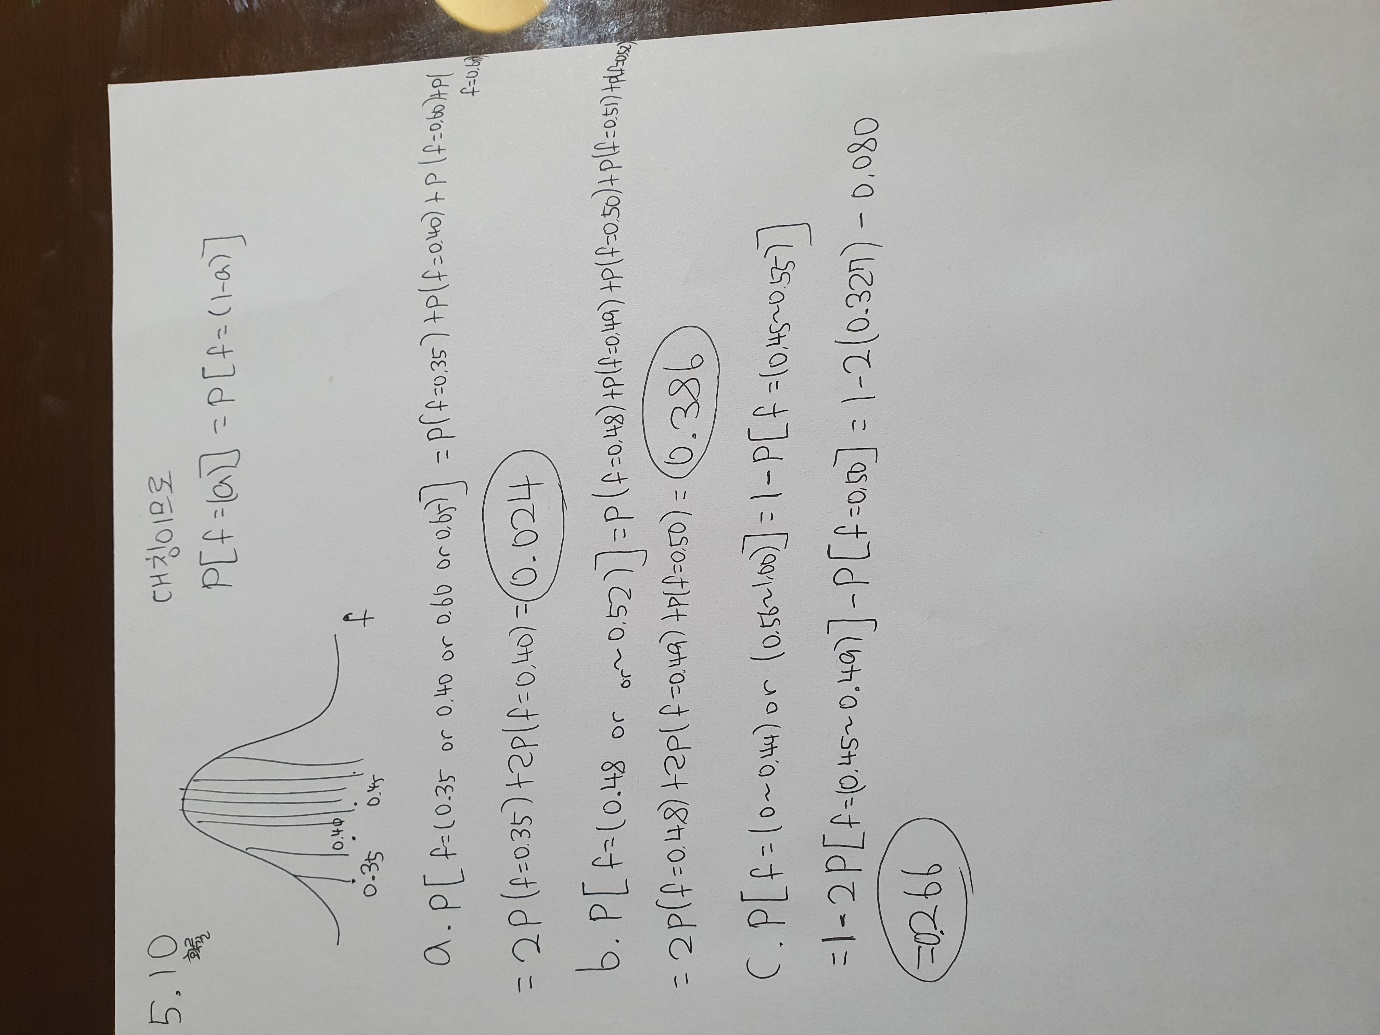 5.10
확률
대칭이므로
P[f=(a)] = P[f=(1-a)]
f
0.35
0.40
0.45
a. P[f=(0.35 or 0.40 or 0.60 or 0.65)] = P(f=0.35)+P(f=0.40)+P(f=0.60)+P(f=0.65)
= 2P(f=0.35)+2P(f=0.40)=0.024
b. P[f=(0.48 or or~0.52)]=P(f=0.48)+P(f=0.49)+P(f=0.50)+P(f=0.51)+P(f=0.52)
= 2P(f=0.48)+2P(f=0.49)+P(f=0.50)=0.386
C. P[f=(0~0.44) or (0.56~1.00)]=1-P[f=(0.45~0.55)]
=1-2P[f=(0.45~0.49)]-P[f=0.50]=1-2(0.327)-0.080
=0.266